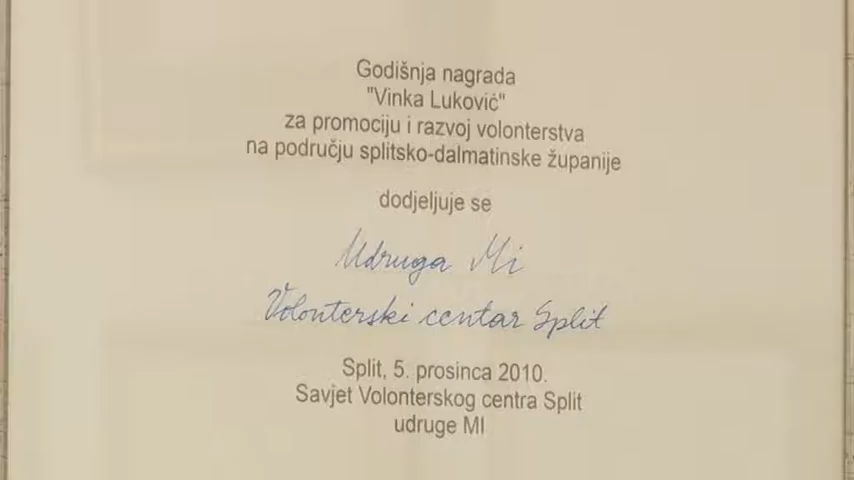 Godišnja nagrada
"Vinka Luković"
za promociju i razvoj volonterstva
na području splitsko-dalmatinske županije
dodjeljuje se
Udruga Mi
Volonterski centar Split
Split, 5. prosinca 2010.
Savjet Volonterskog centra Split
udruge MI